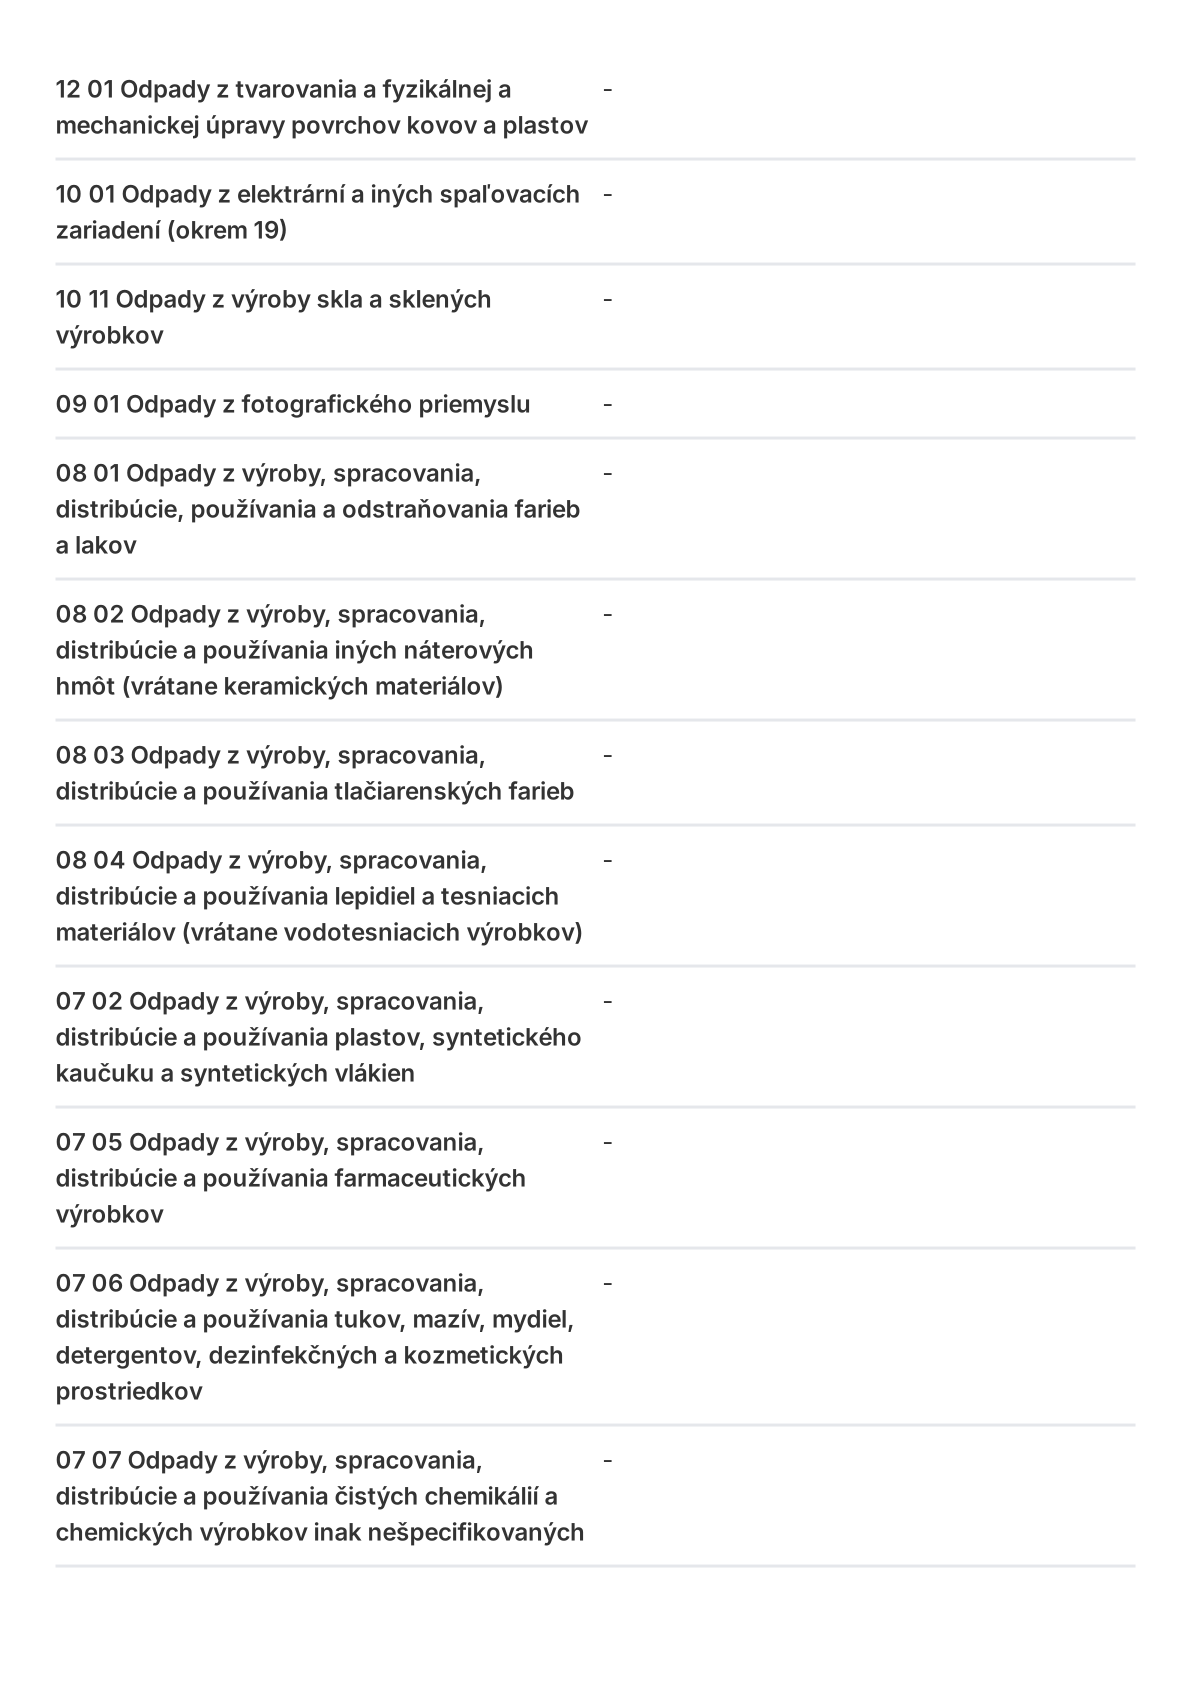 12 01 Odpady z tvarovania a fyzikálnej a -
mechanickej úpravy povrchov kovov a plastov
10 01 Odpady z elektrární a iných spaľovacích -
zariadení (okrem 19)
10 11 Odpady z výroby skla a sklených -
výrobkov
09 01 Odpady z fotografického priemyslu -
08 01 Odpady z výroby, spracovania, -
distribúcie, používania a odstraňovania farieb
a lakov
08 02 Odpady z výroby, spracovania, -
distribúcie a používania iných náterových
hmôt (vrátane keramických materiálov)
08 03 Odpady z výroby, spracovania, -
distribúcie a používania tlačiarenských farieb
08 04 Odpady z výroby, spracovania, -
distribúcie a používania lepidiel a tesniacich
materiálov (vrátane vodotesniacich výrobkov)
07 02 Odpady z výroby, spracovania, -
distribúcie a používania plastov, syntetického
kaučuku a syntetických vlákien
07 05 Odpady z výroby, spracovania, -
distribúcie a používania farmaceutických
výrobkov
07 06 Odpady z výroby, spracovania, -
distribúcie a používania tukov, mazív, mydiel,
detergentov, dezinfekčných a kozmetických
prostriedkov
07 07 Odpady z výroby, spracovania, -
distribúcie a používania čistých chemikálií a
chemických výrobkov inak nešpecifikovaných